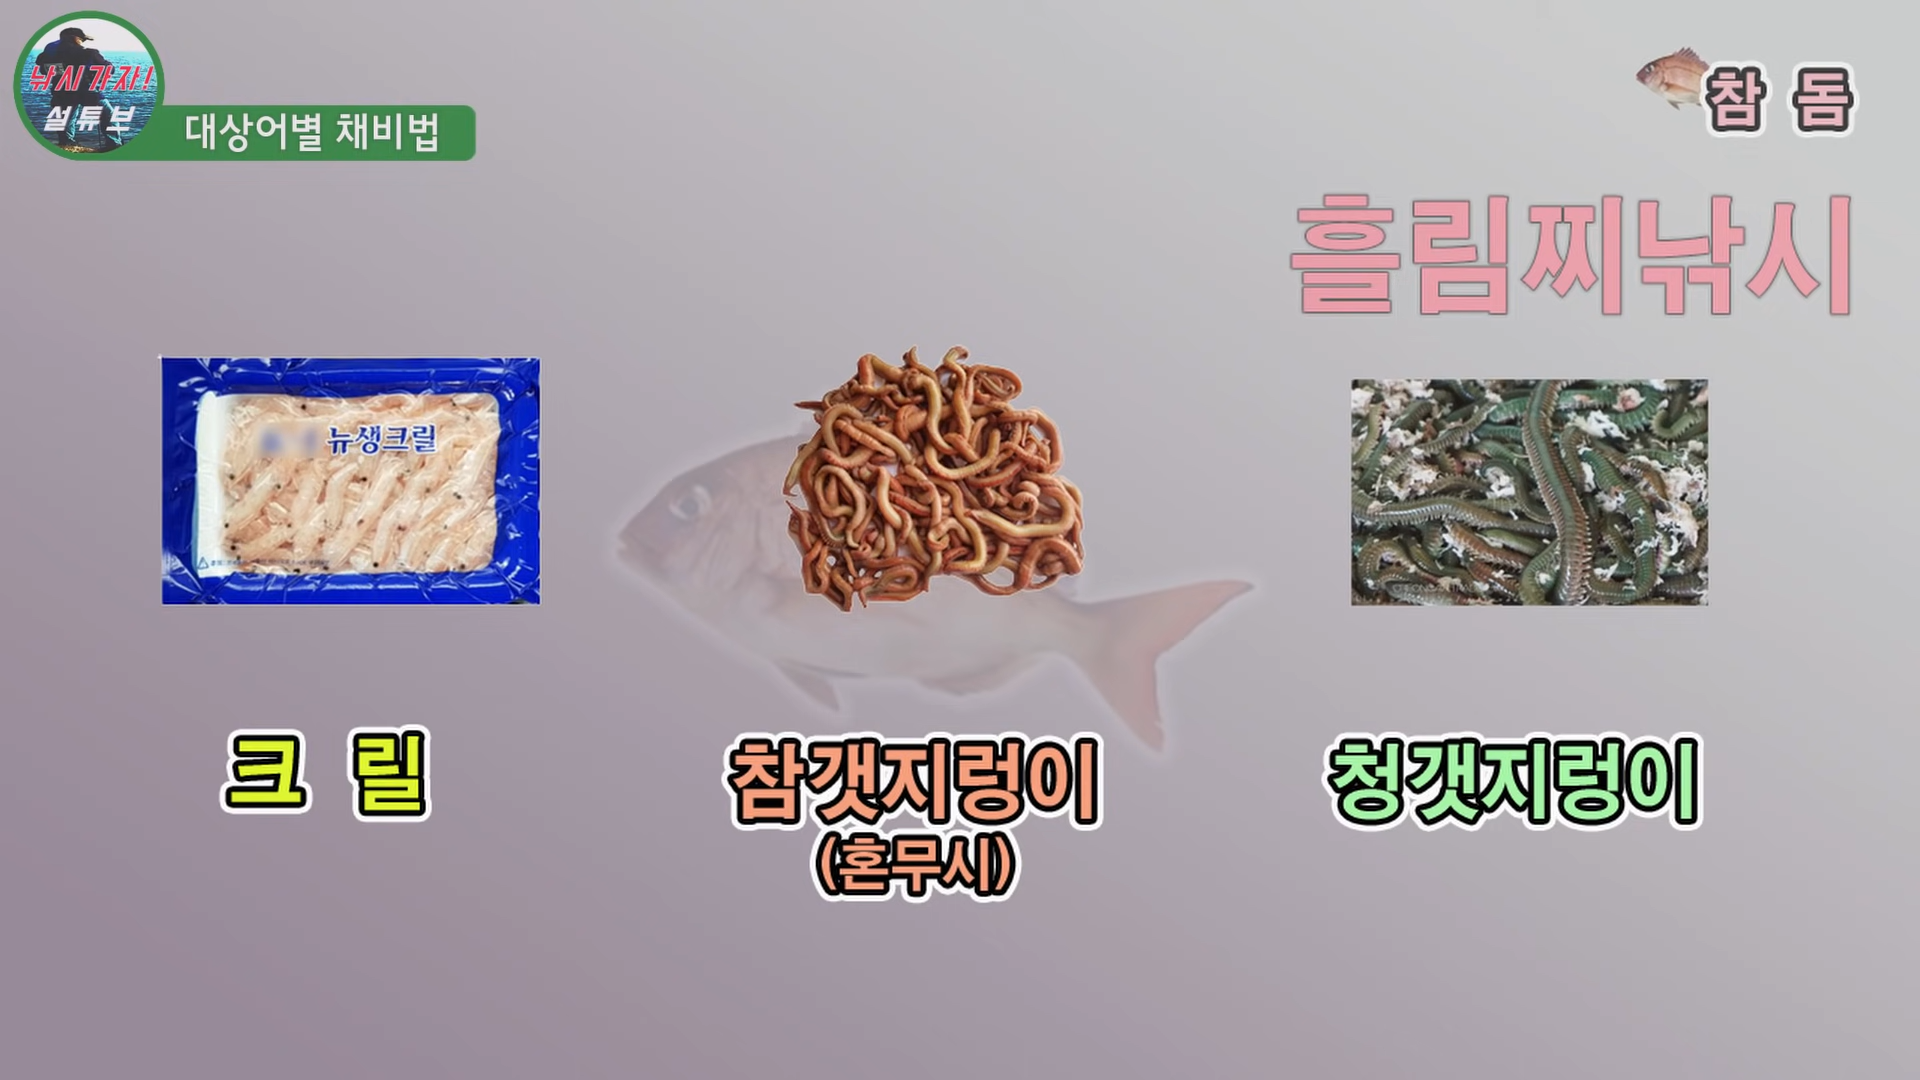 낚시가자!
설튜브
대상어별 채비법
참 돔
흘림찌낚시
뉴생크릴
크 릴
참갯지렁이
(혼무시)
청갯지렁이